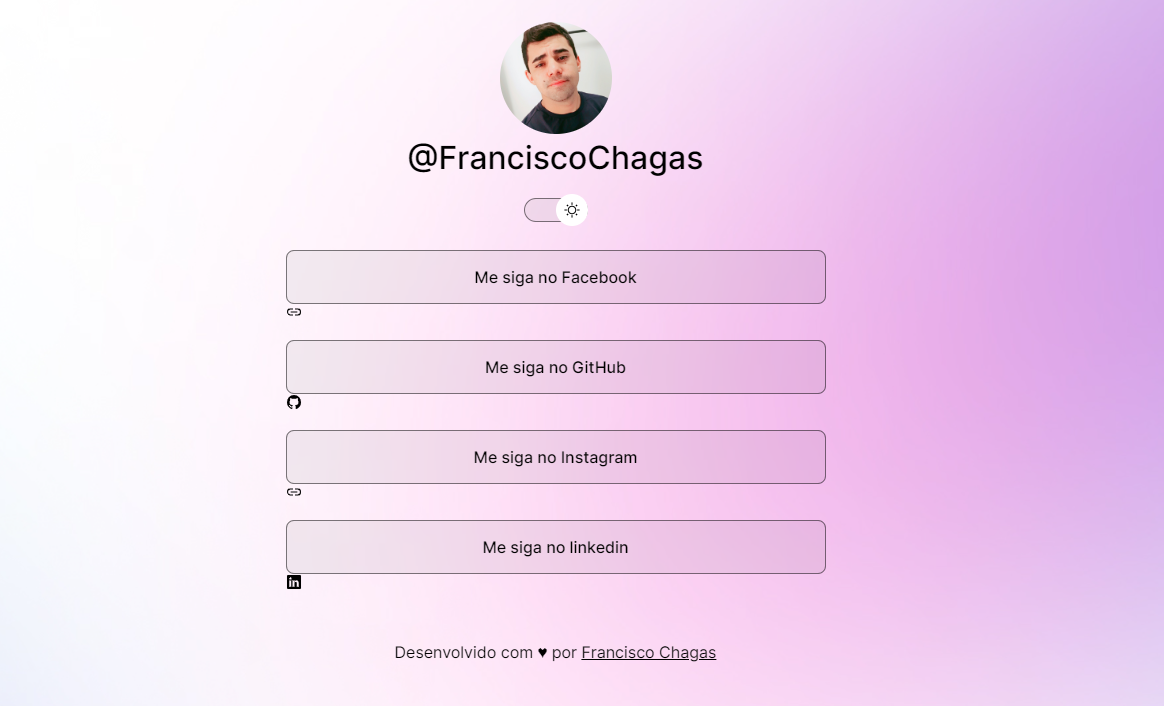 @FranciscoChagas
Me siga no Facebook
Me siga no GitHub
Me siga no Instagram
Me siga no linkedin
in
Desenvolvido com ♥ por Francisco Chagas